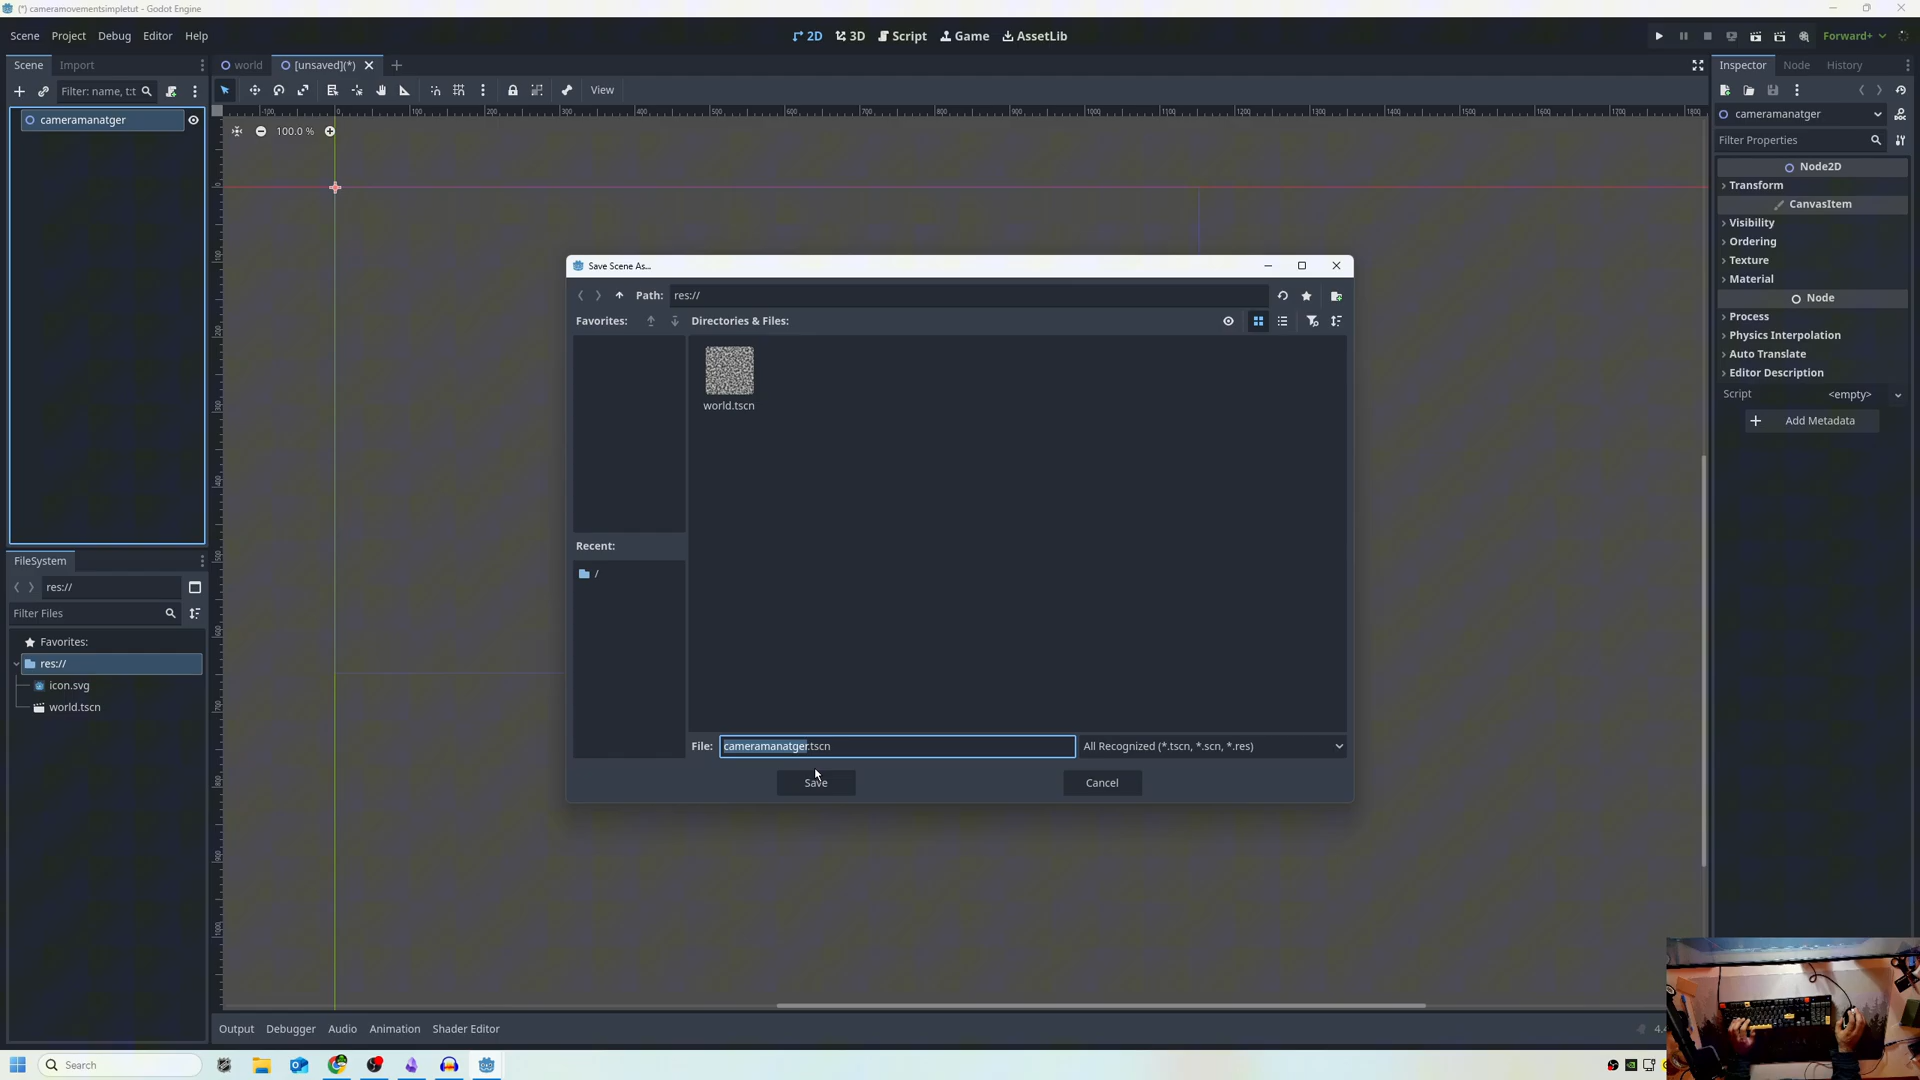 (*) cameramovementsimpletut - Godot Engine
Scene Project Debug Editor Help
2D 3D Script Game AssetLib
Forward+
Scene Import
world [unsaved](*)
Inspector Node History
Filter: name, t:t
View
cameramanatger
100.0 %
cameramanatger
Filter Properties
Node2D
Transform
CanvasItem
Visibility
Ordering
Texture
Material
Node
Process
Physics Interpolation
Auto Translate
Editor Description
Script <empty>
Add Metadata
Save Scene As...
Path: res://
Favorites: Directories & Files:
world.tscn
Recent:
/
File: cameramanatger.tscn All Recognized (*.tscn, *.scn, *.res)
Save Cancel
FileSystem
res://
Filter Files
Favorites:
res://
icon.svg
world.tscn
Output Debugger Audio Animation Shader Editor
Search